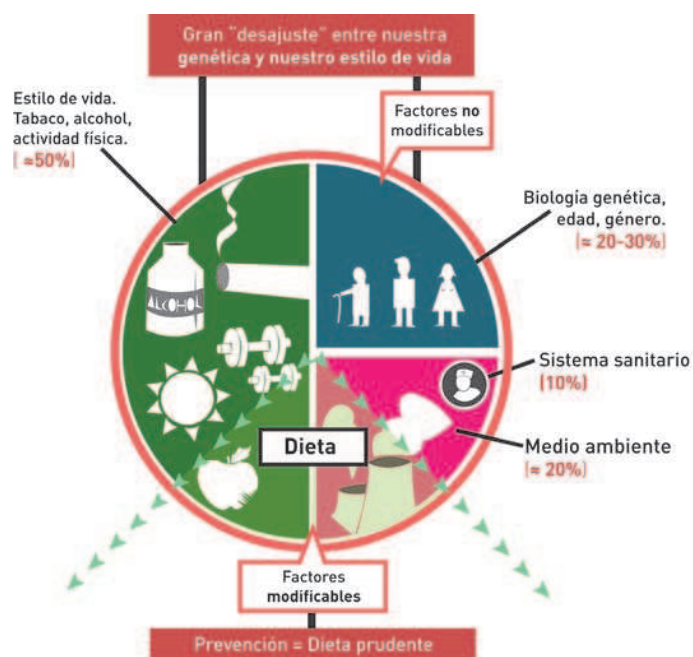 Gran "desajuste" entre nuestra
genética y nuestro estilo de vida
Estilo de vida.
Tabaco, alcohol,
actividad física.
(≈50%)
Factores no
modificables
Biología genética,
edad, género.
(≈ 20-30%)
ALCOHOL
Sistema sanitario
(10%)
Dieta
Medio ambiente
(≈ 20%)
Factores
modificables
Prevención = Dieta prudente